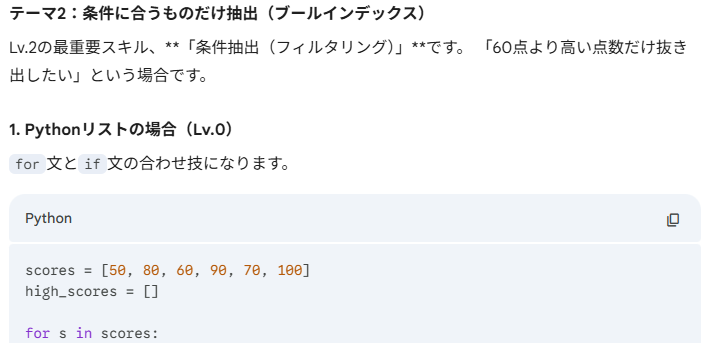 テーマ2：条件に合うものだけ抽出（ブールインデックス）
Lv.2の最重要スキル、**「条件抽出（フィルタリング）」**です。 「60点より高い点数だけ抜き
出したい」という場合です。
1. Pythonリストの場合（Lv.0）
for 文と if 文の合わせ技になります。
Python
scores = [50, 80, 60, 90, 70, 100]
high_scores = []
for s in scores: